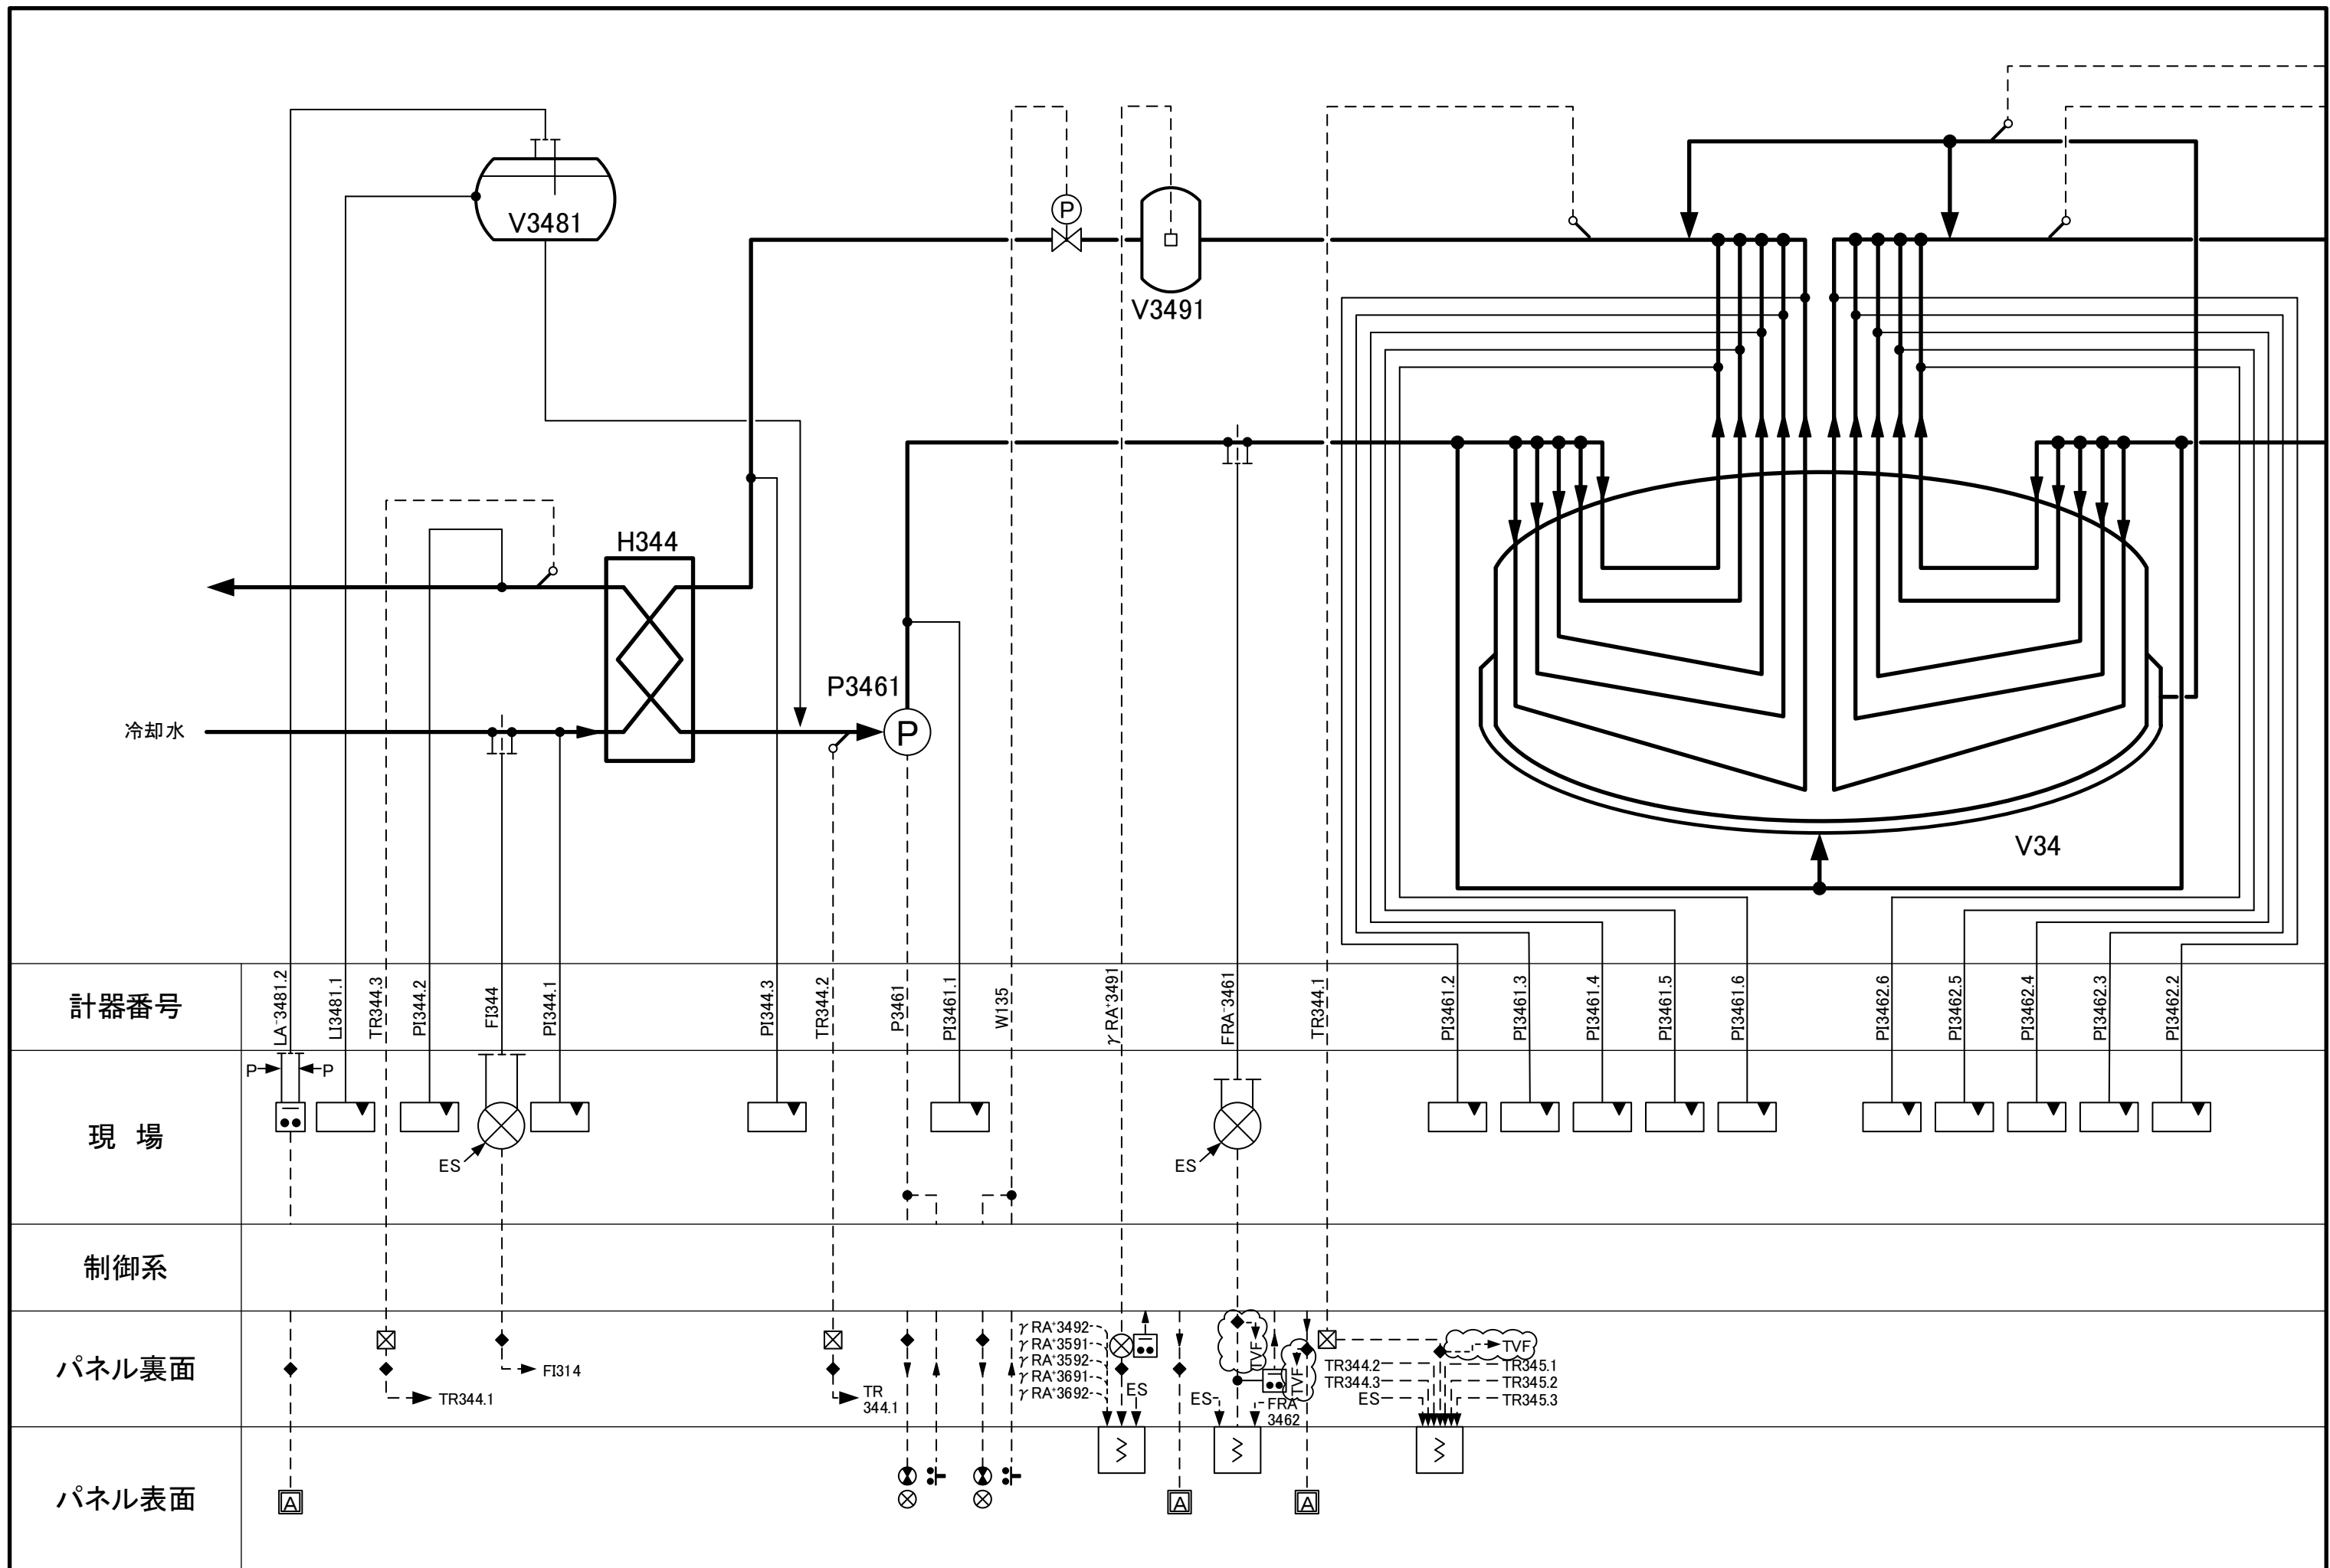 P
V3481
V3491
H344
P3461
P
冷却水
V34
計器番号
LA⁻3481.2
LI3481.1
TR344.3
PI344.2
FI344
PI344.1
PI344.3
TR344.2
P3461
PI3461.1
W135
γRA⁺3491
FRA⁻3461
TR344.1
PI3461.2
PI3461.3
PI3461.4
PI3461.5
PI3461.6
PI3462.6
PI3462.5
PI3462.4
PI3462.3
PI3462.2
現 場
P
P
ES
ES
制御系
パネル裏面
TR344.1
FI314
TR
344.1
γRA⁺3492
γRA⁺3591
γRA⁺3592
γRA⁺3691
γRA⁺3692
ES
ES
TVF
TVF
FRA
3462
TVF
TR344.2
TR344.3
ES
TR345.1
TR345.2
TR345.3
パネル表面
A
A
A